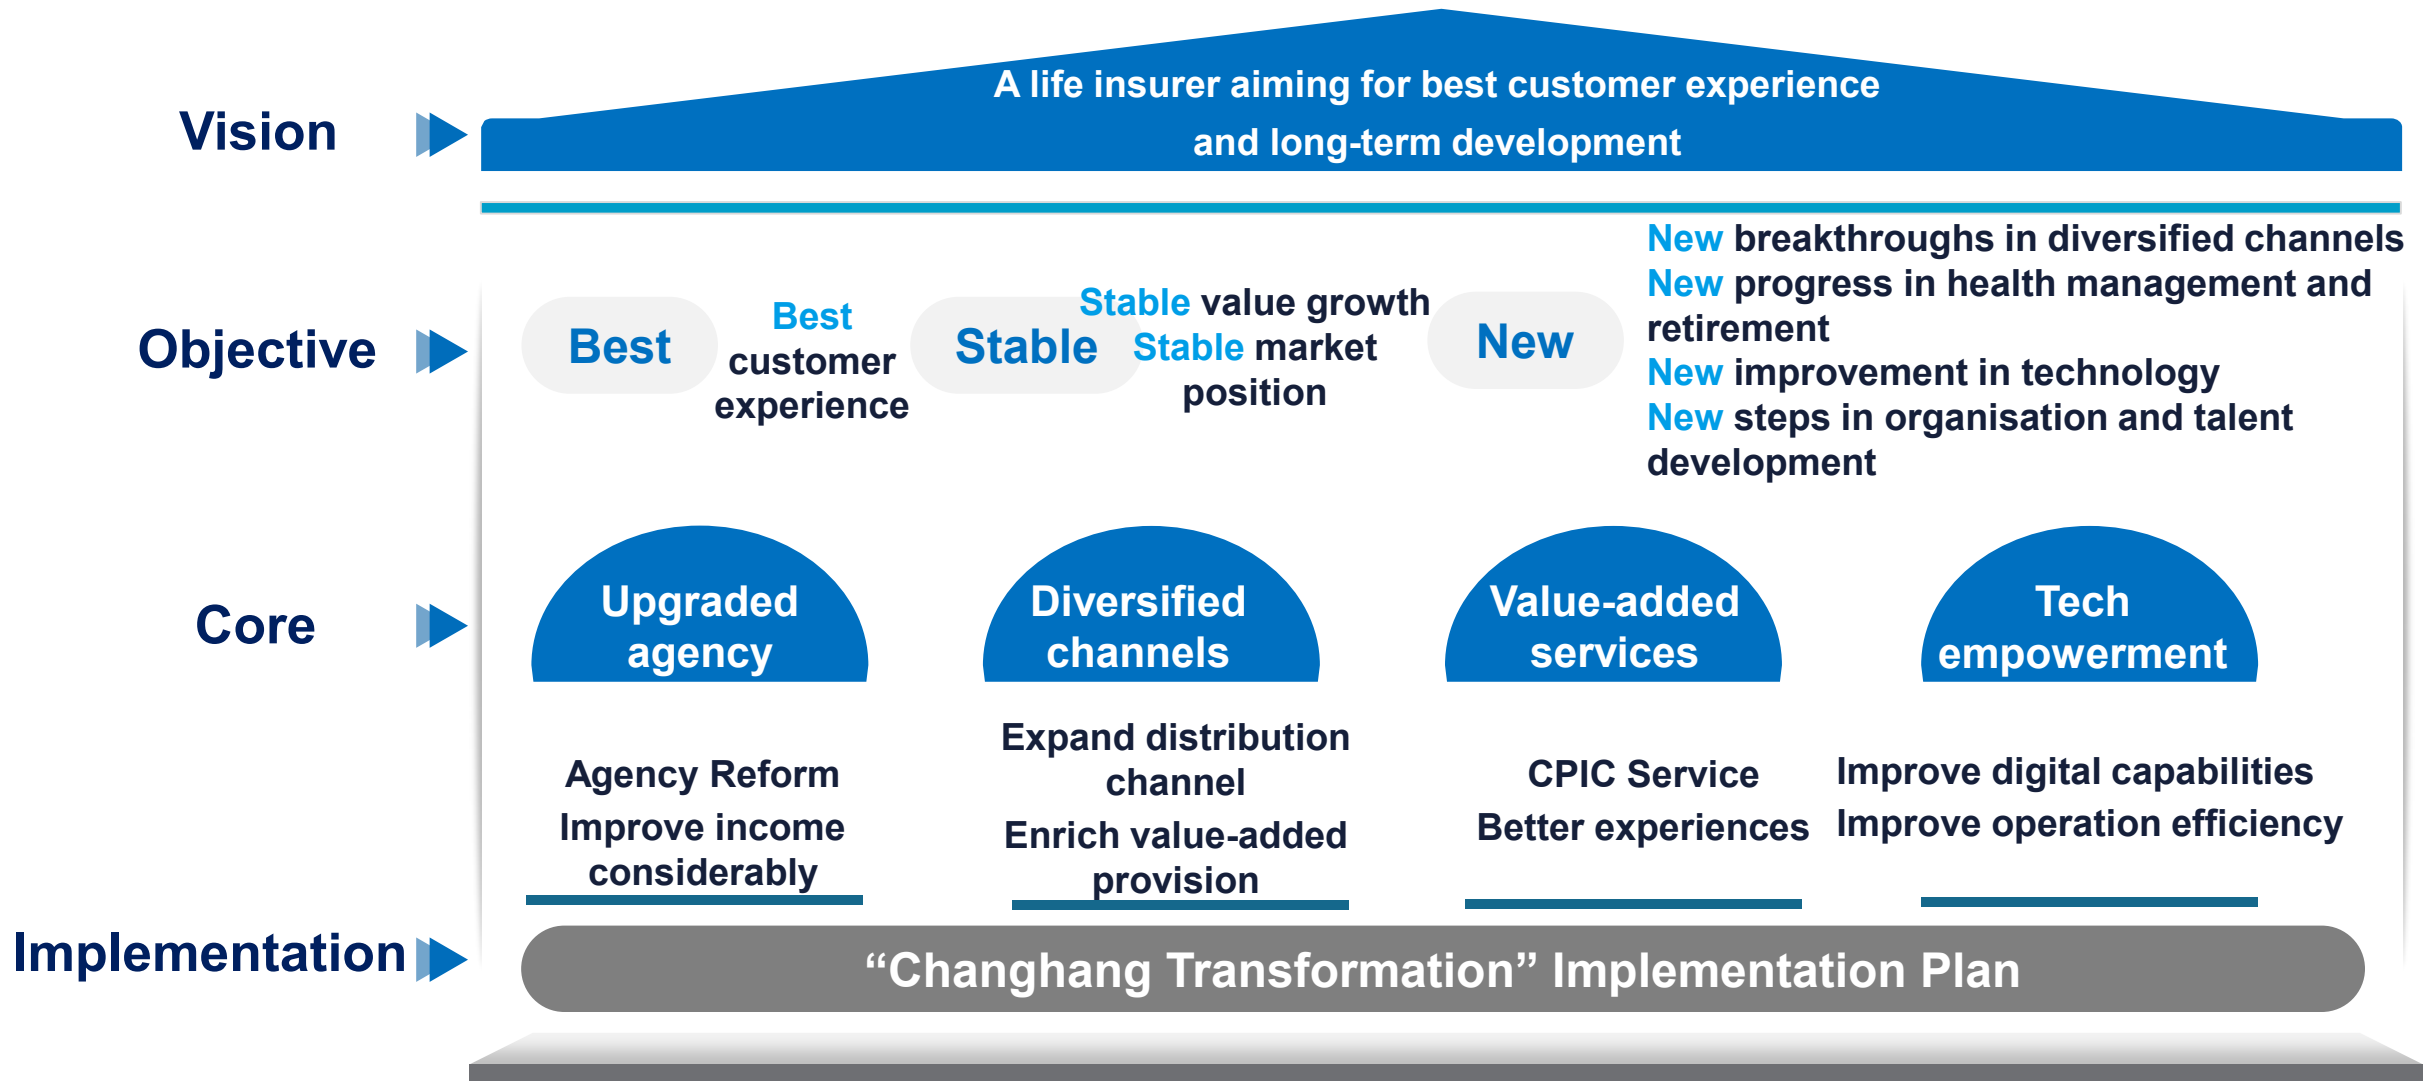 Vision
A life insurer aiming for best customer experience
and long-term development
Objective
Best
Best
customer
experience
Stable
Stable value growth
Stable market
position
New
New breakthroughs in diversified channels
New progress in health management and
retirement
New improvement in technology
New steps in organisation and talent
development
Core
Upgraded
agency
Diversified
channels
Value-added
services
Tech
empowerment
Agency Reform
Improve income
considerably
Expand distribution
channel
Enrich value-added
provision
CPIC Service
Better experiences
Improve digital capabilities
Improve operation efficiency
Implementation
“Changhang Transformation” Implementation Plan